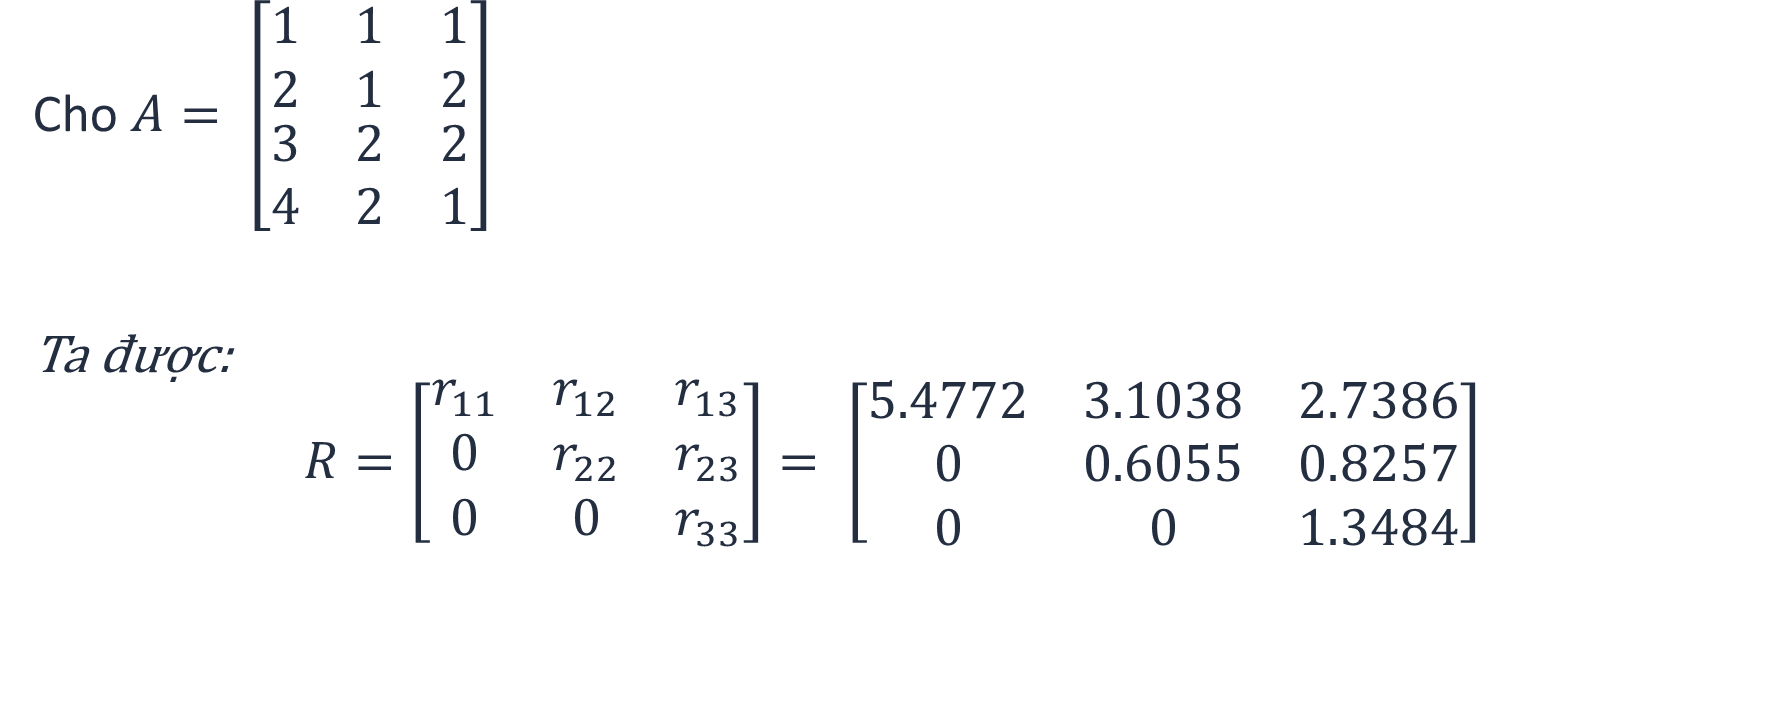 Cho A = [1 1 1
2 1 2
3 2 2
4 2 1]
Ta được:
R = [r₁₁ r₁₂ r₁₃
0 r₂₂ r₂₃
0 0 r₃₃] = [5.4772 3.1038 2.7386
0 0.6055 0.8257
0 0 1.3484]